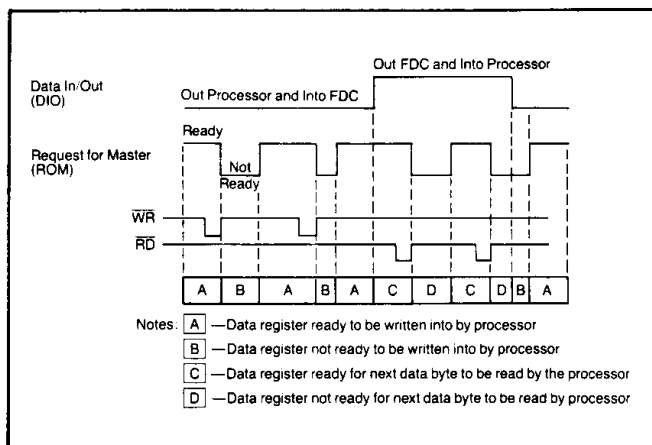 Out FDC and Into Processor
Data In/Out
(DIO)
Out Processor and Into FDC
Ready
Request for Master
(ROM)
Not
Ready
WR
RD
A B A B A C D C D B A
Notes: A —Data register ready to be written into by processor
B —Data register not ready to be written into by processor
C —Data register ready for next data byte to be read by the processor
D —Data register not ready for next data byte to be read by processor